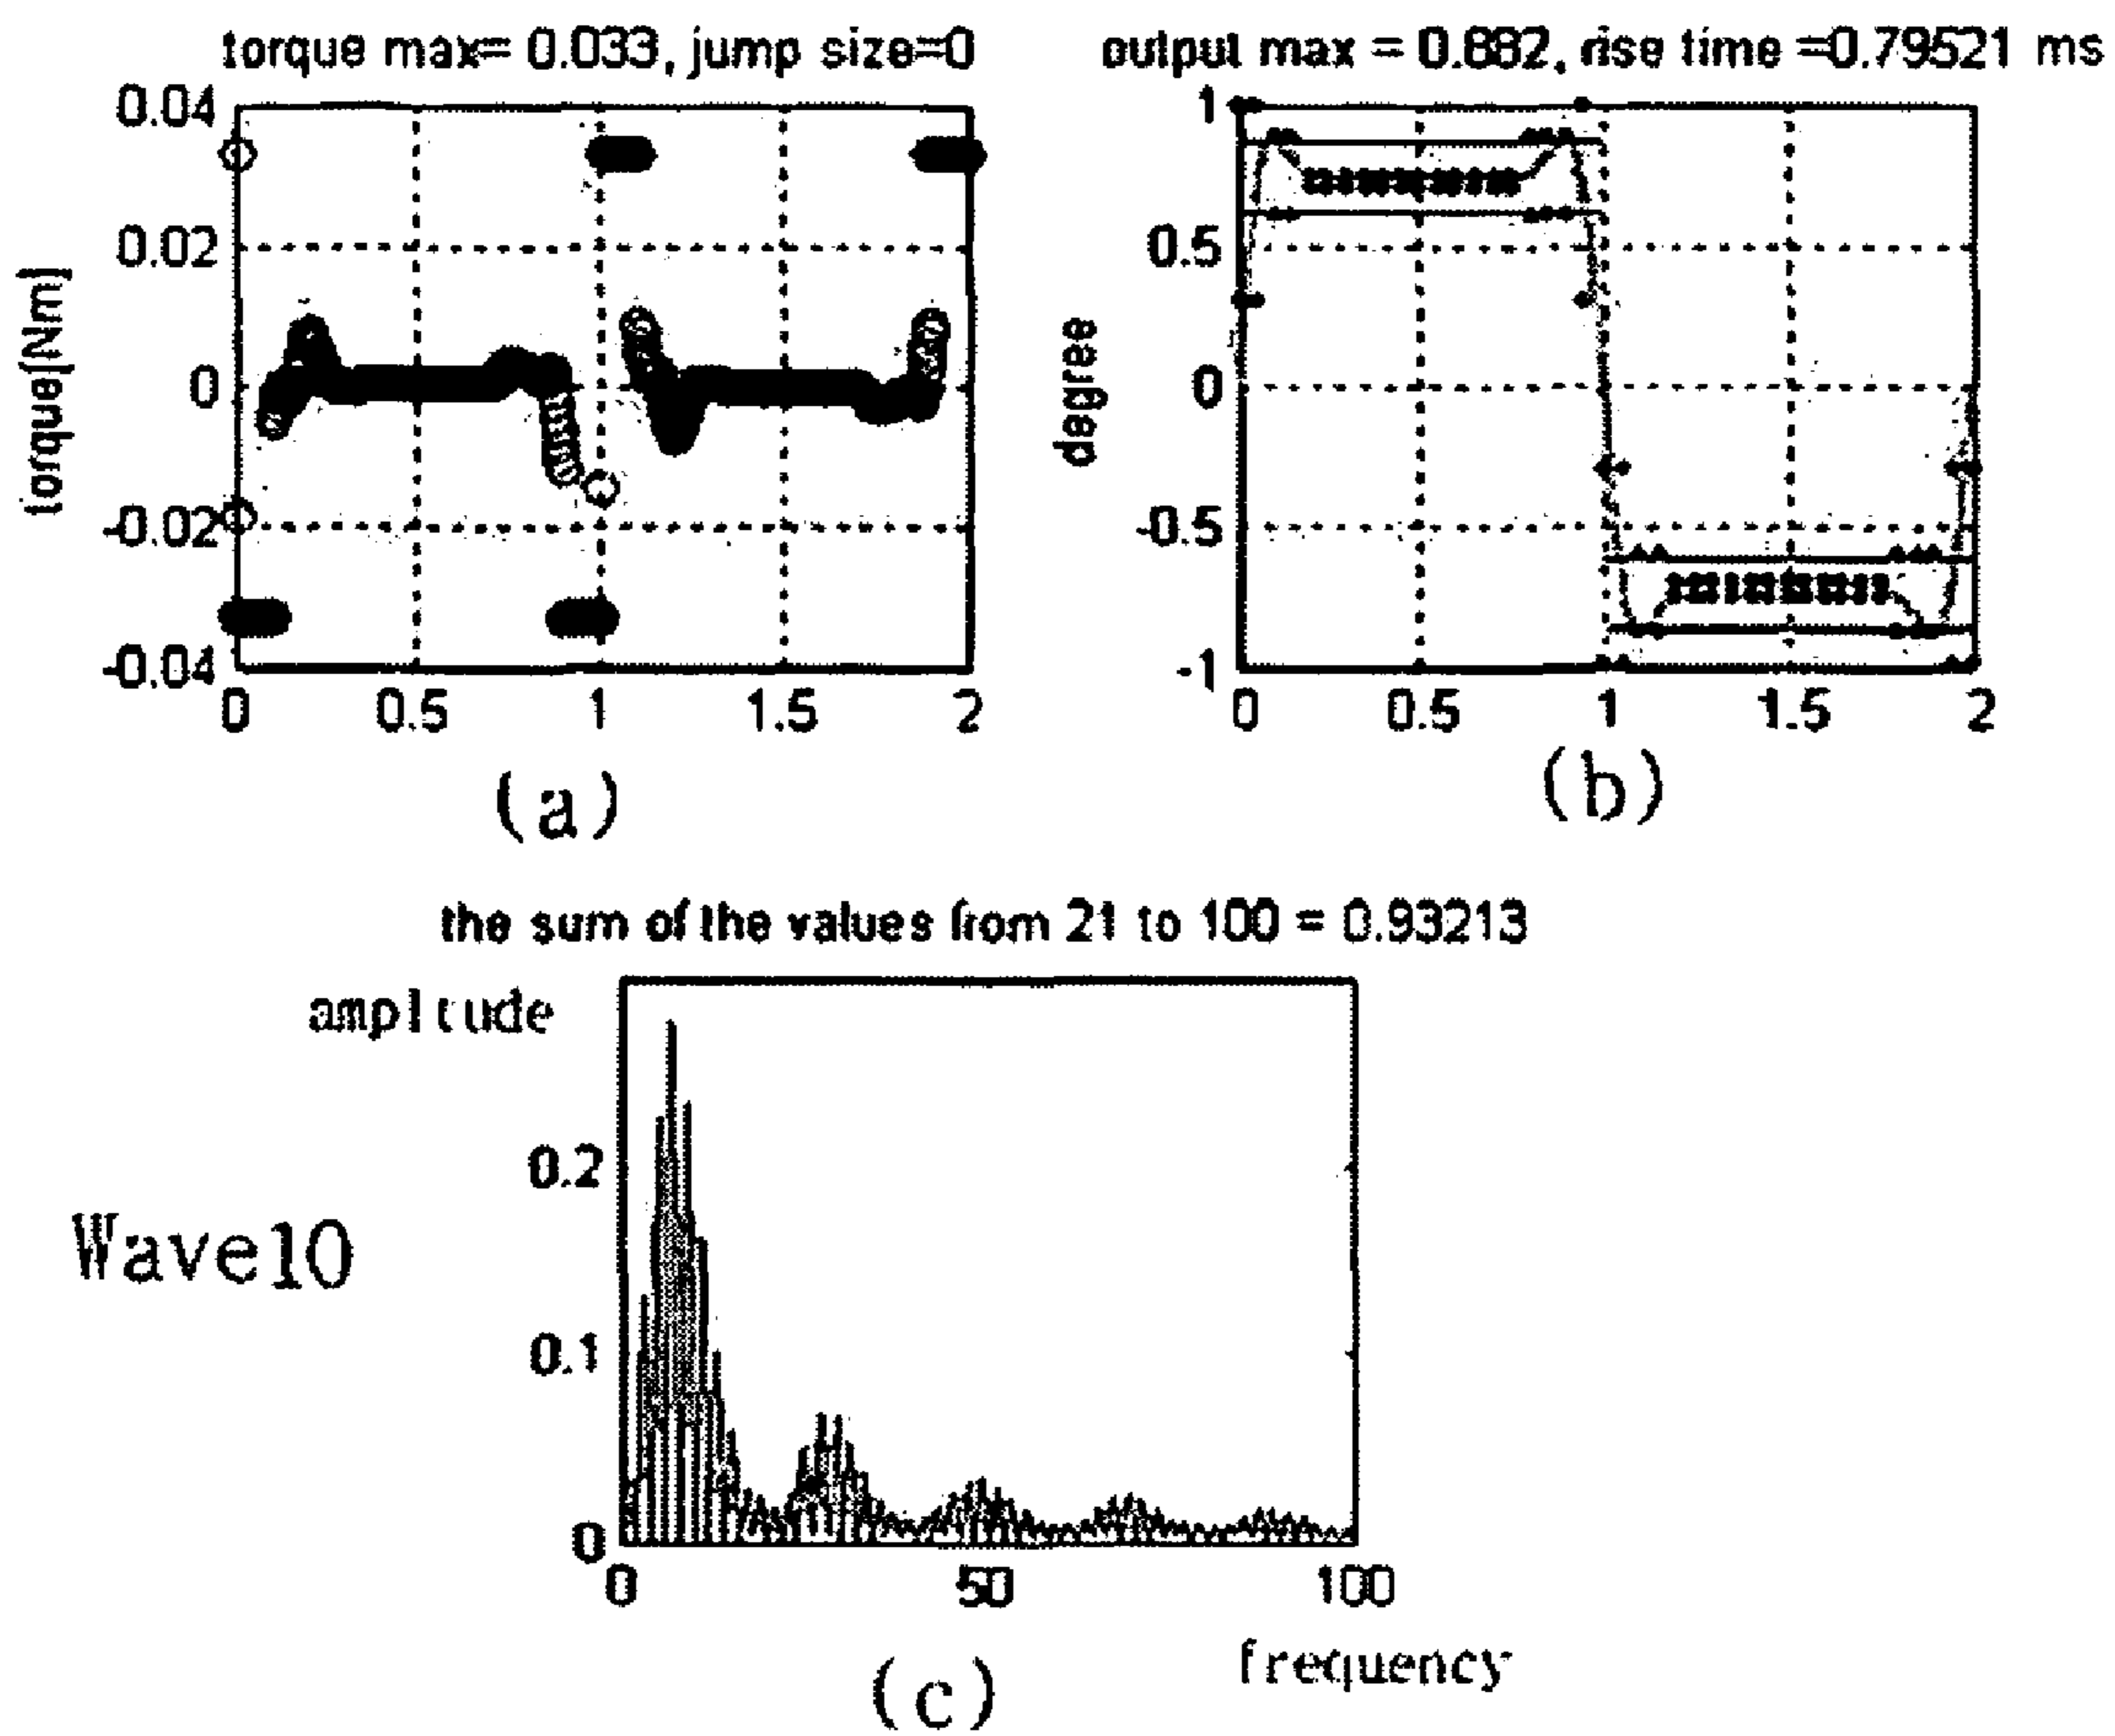 torque max= 0.033, jump size=0
0.04
0.02
0
-0.02
-0.04
torque[Nm]
0 0.5 1 1.5 2
(a)
output max = 0.882, rise time =0.79521 ms
1
0.5
0
-0.5
-1
degree
0 0.5 1 1.5 2
(b)
the sum of the values from 21 to 100 = 0.93213
amplitude
0.2
0.1
0
Wave10
0 50 100
frequency
(c)